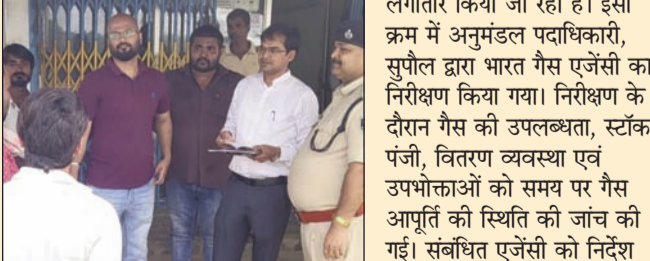 लगातार किया जा रहा है। इसी
क्रम में अनुमंडल पदाधिकारी,
सुपौल द्वारा भारत गैस एजेंसी का
निरीक्षण किया गया। निरीक्षण के
दौरान गैस की उपलब्धता, स्टॉक
पंजी, वितरण व्यवस्था एवं
उपभोक्ताओं को समय पर गैस
आपूर्ति की स्थिति की जांच की
गई। संबंधित एजेंसी को निर्देश